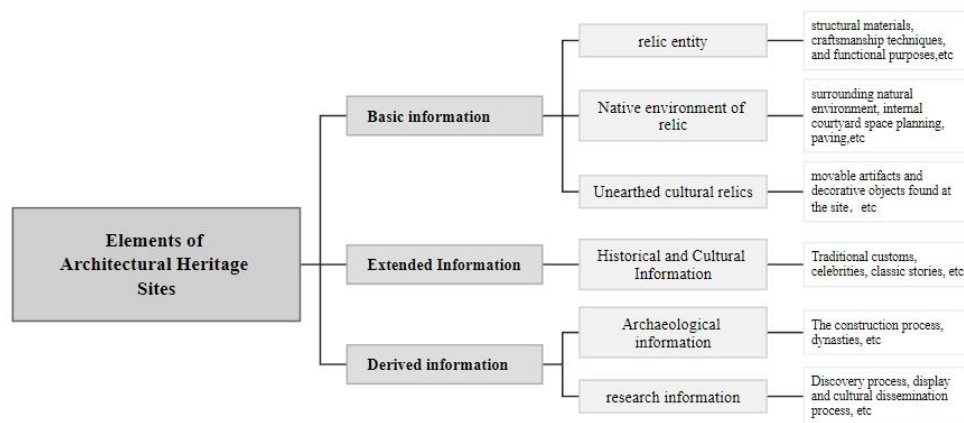 Elements of
Architectural Heritage
Sites
Basic information
relic entity
structural materials,
craftsmanship techniques,
and functional purposes,etc
Native environment of
relic
surrounding natural
environment, internal
courtyard space planning,
paving,etc
Unearthed cultural relics
movable artifacts and
decorative objects found at
the site，etc
Extended Information
Historical and Cultural
Information
Traditional customs,
celebrities, classic stories, etc
Derived information
Archaeological
information
The construction process,
dynasties, etc
research information
Discovery process, display
and cultural dissemination
process, etc